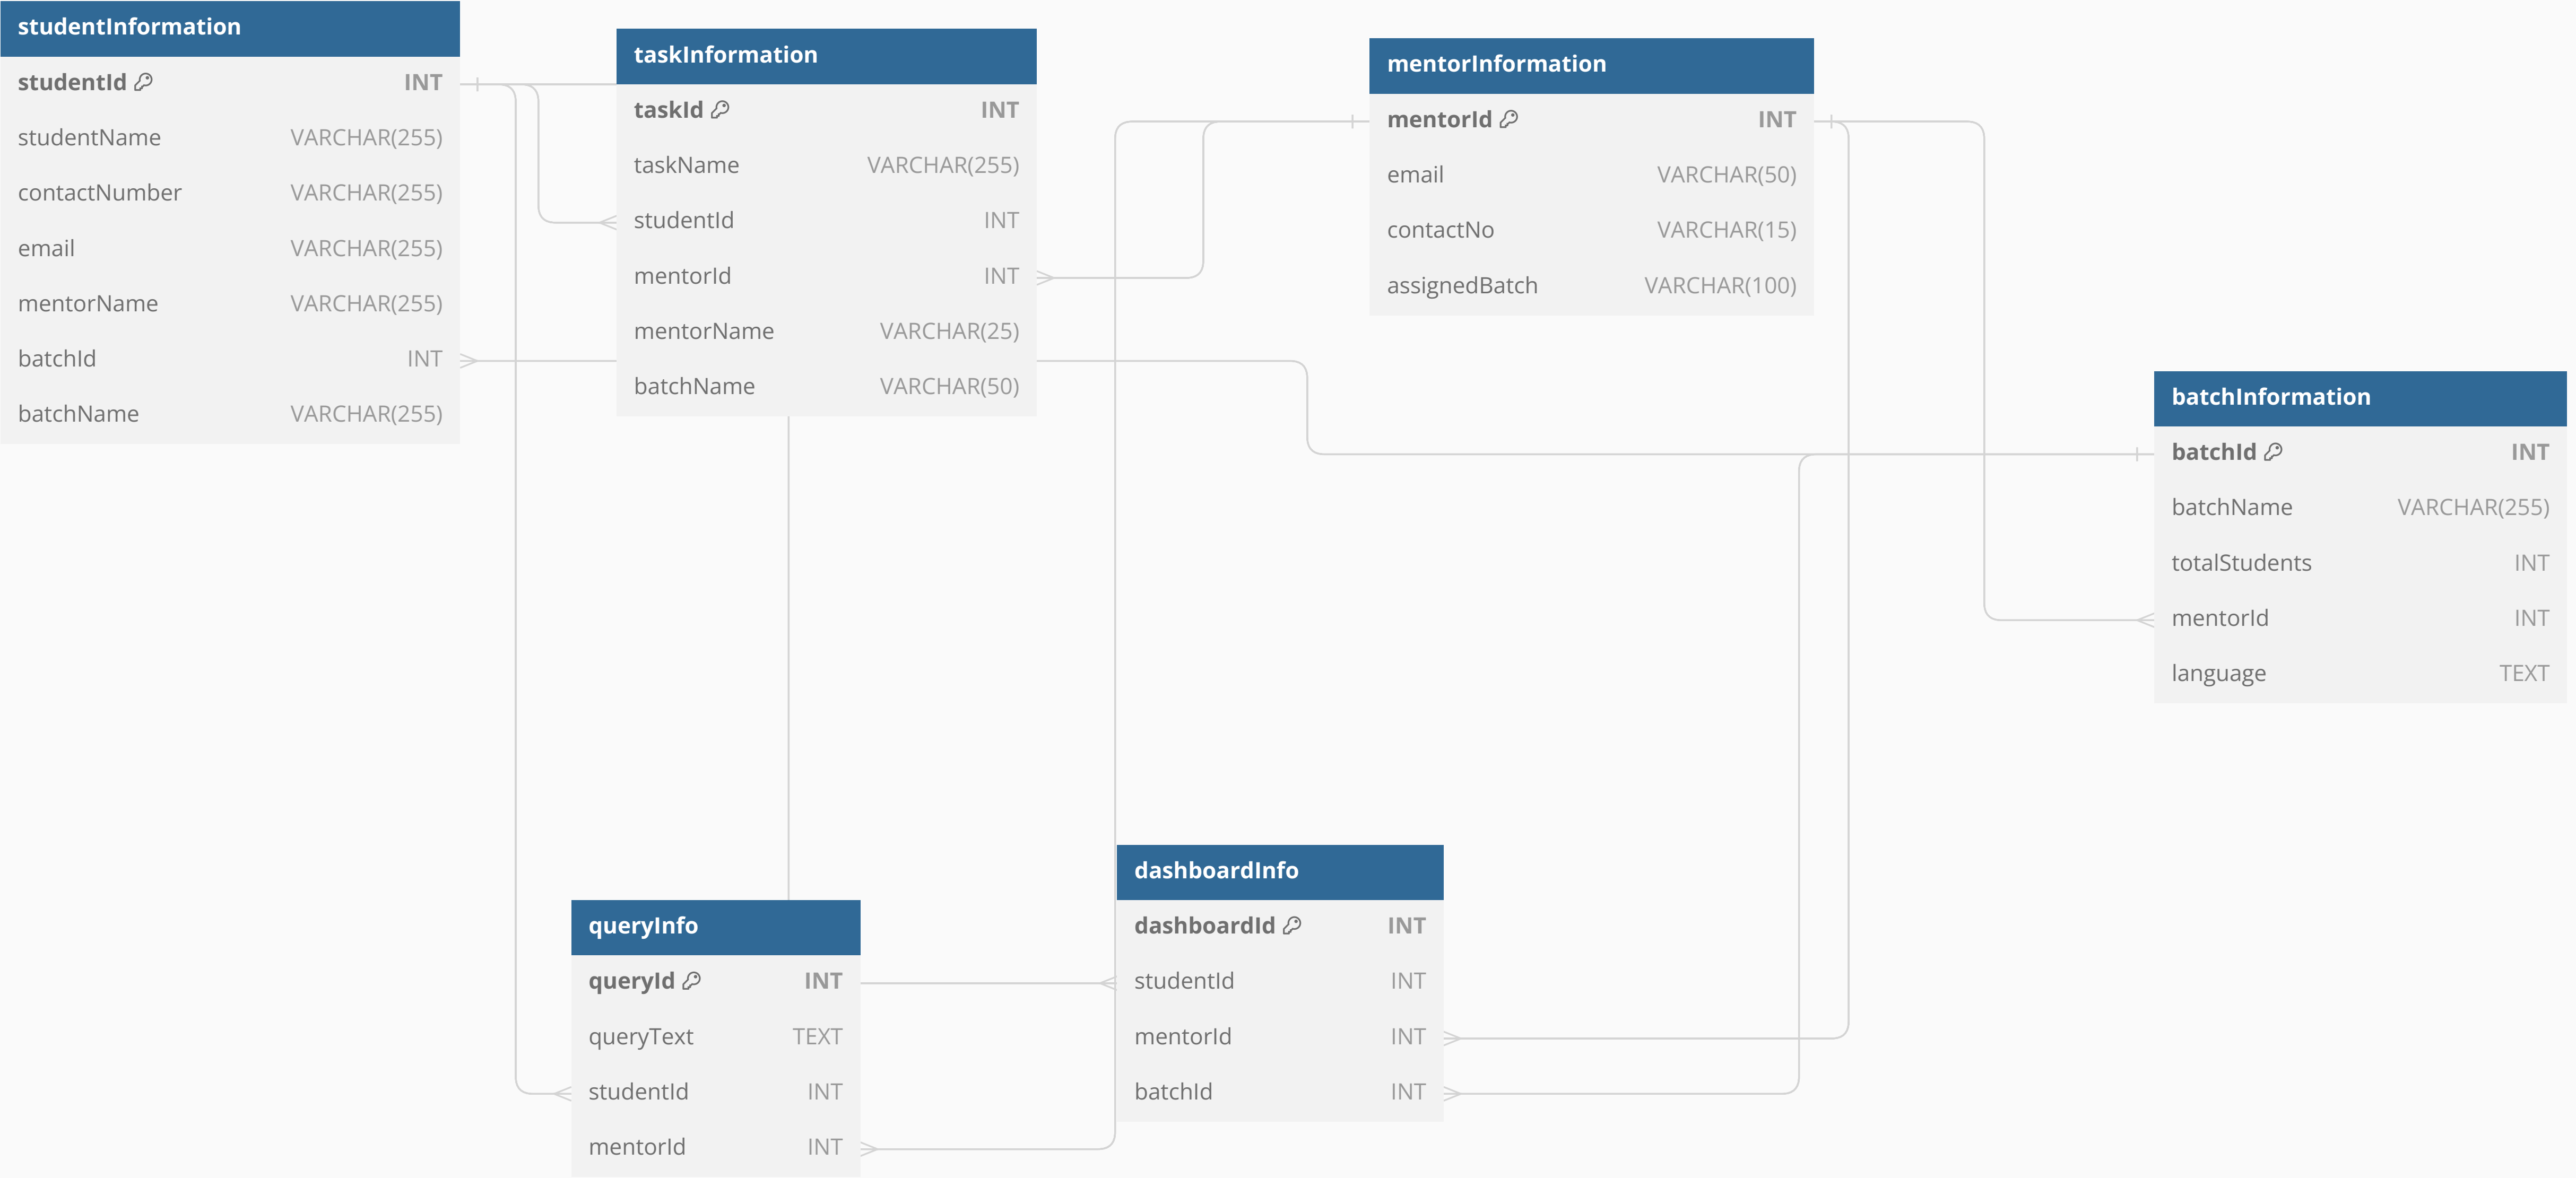 studentInformation
studentId INT
studentName VARCHAR(255)
contactNumber VARCHAR(255)
email VARCHAR(255)
mentorName VARCHAR(255)
batchId INT
batchName VARCHAR(255)
taskInformation
taskId INT
taskName VARCHAR(255)
studentId INT
mentorId INT
mentorName VARCHAR(25)
batchName VARCHAR(50)
mentorInformation
mentorId INT
email VARCHAR(50)
contactNo VARCHAR(15)
assignedBatch VARCHAR(100)
batchInformation
batchId INT
batchName VARCHAR(255)
totalStudents INT
mentorId INT
language TEXT
queryInfo
queryId INT
queryText TEXT
studentId INT
mentorId INT
dashboardInfo
dashboardId INT
studentId INT
mentorId INT
batchId INT